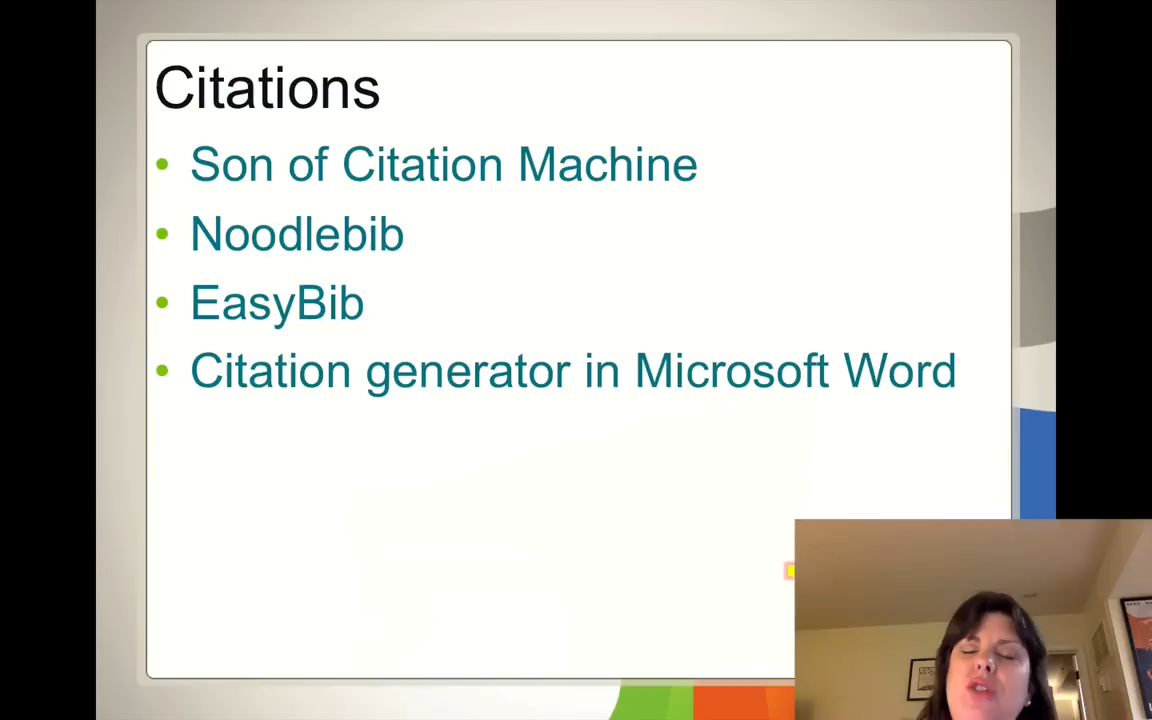 Citations
Son of Citation Machine
Noodlebib
EasyBib
Citation generator in Microsoft Word